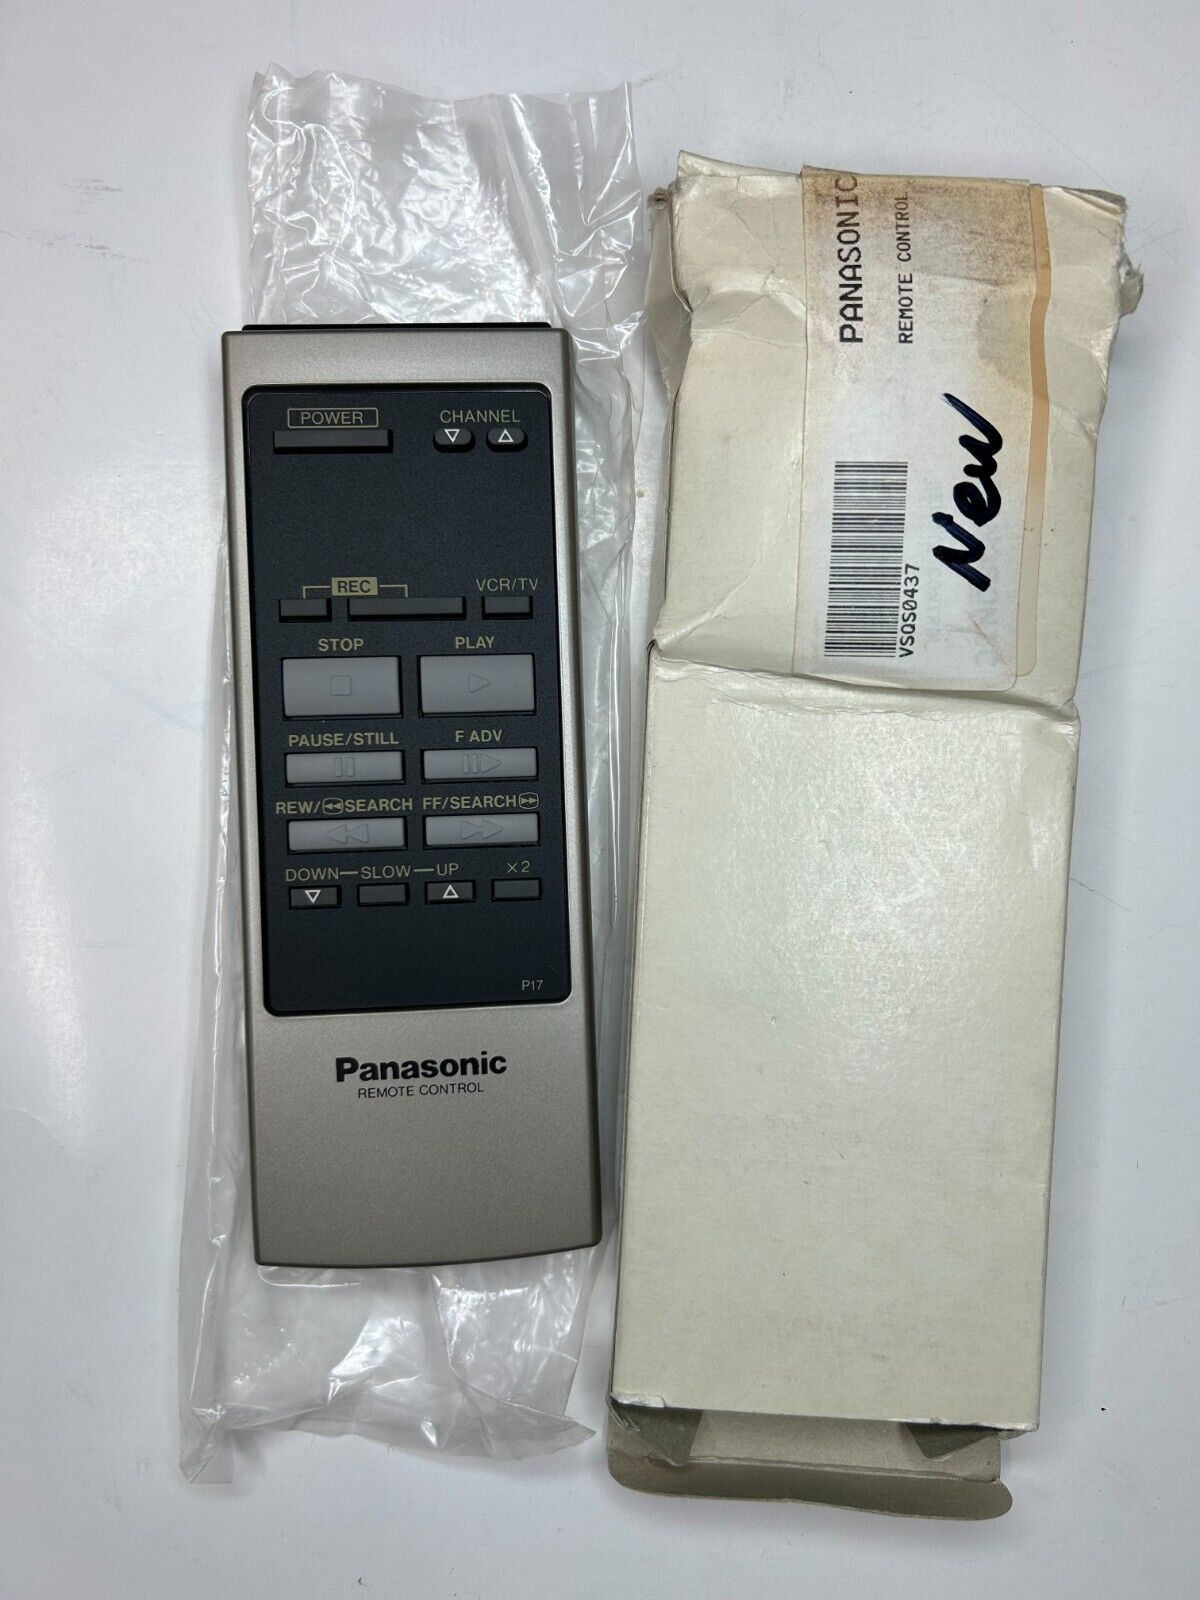 POWER
CHANNEL
REC
VCR/TV
STOP
PLAY
PAUSE/STILL
F ADV
REW/ SEARCH
FF/SEARCH
DOWN—SLOW—UP
×2
P17
Panasonic
REMOTE CONTROL
PANASONIC
REMOTE CONTROL
VSQS0437
New